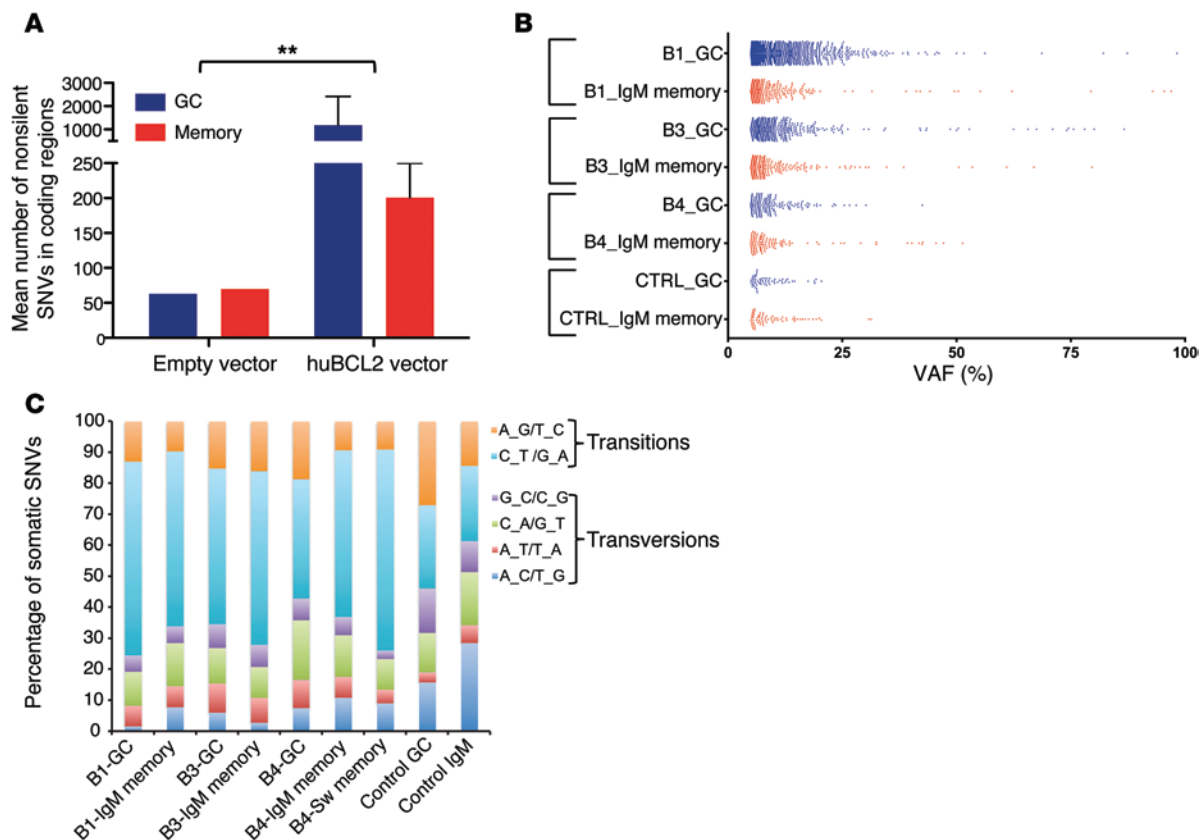 A
**
Mean number of nonsilent
SNVs in coding regions
3000
2000
1000
250
200
150
100
50
0
GC
Memory
Empty vector
huBCL2 vector
B
B1_GC
B1_IgM memory
B3_GC
B3_IgM memory
B4_GC
B4_IgM memory
CTRL_GC
CTRL_IgM memory
0
25
50
75
100
VAF (%)
C
Percentage of somatic SNVs
100
90
80
70
60
50
40
30
20
10
0
B1-GC
B1-IgM memory
B3-GC
B3-IgM memory
B4-GC
B4-IgM memory
B4-Sw memory
Control GC
Control IgM
A_G/T_C
C_T /G_A
Transitions
G_C/C_G
C_A/G_T
A_T/T_A
A_C/T_G
Transversions